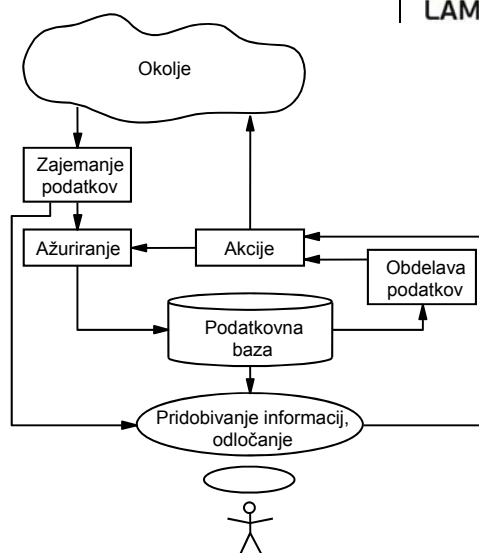 LAM
Okolje
Zajemanje
podatkov
Ažuriranje
Akcije
Obdelava
podatkov
Podatkovna
baza
Pridobivanje informacij,
odločanje